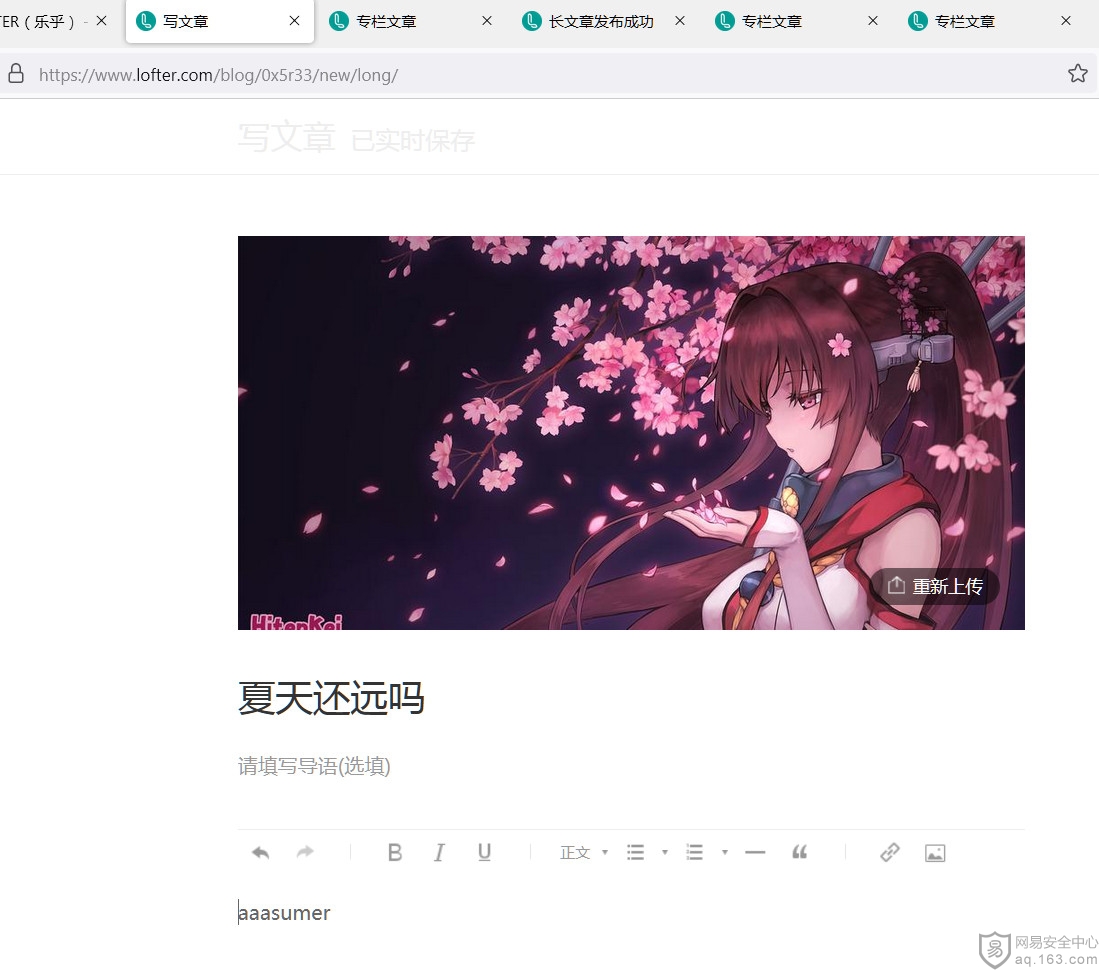 TER（乐乎） -
写文章
专栏文章
长文章发布成功
专栏文章
专栏文章
https://www.lofter.com/blog/0x5r33/new/long/
写文章 已实时保存
重新上传
HitenKei
夏天还远吗
请填写导语(选填)
B I U 正文
aaasumer
网易安全中心
aq.163.com